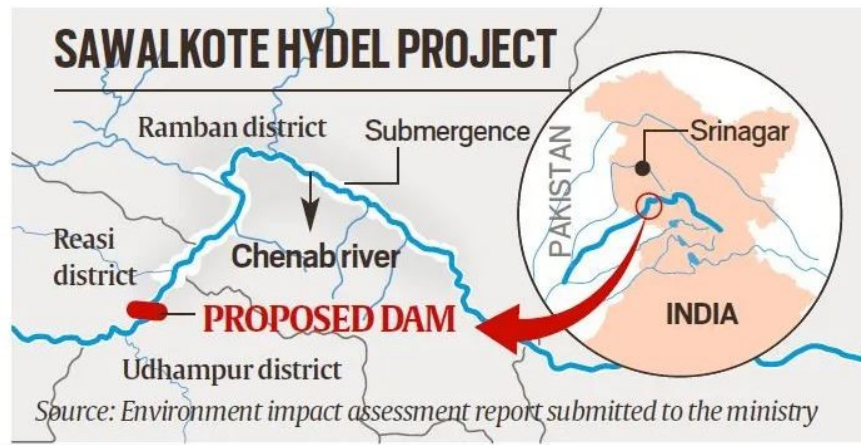 SAWALKOTE HYDEL PROJECT
Ramban district
Submergence
Srinagar
PAKISTAN
Reasi
district
Chenab river
PROPOSED DAM
INDIA
Udhampur district
Source: Environment impact assessment report submitted to the ministry